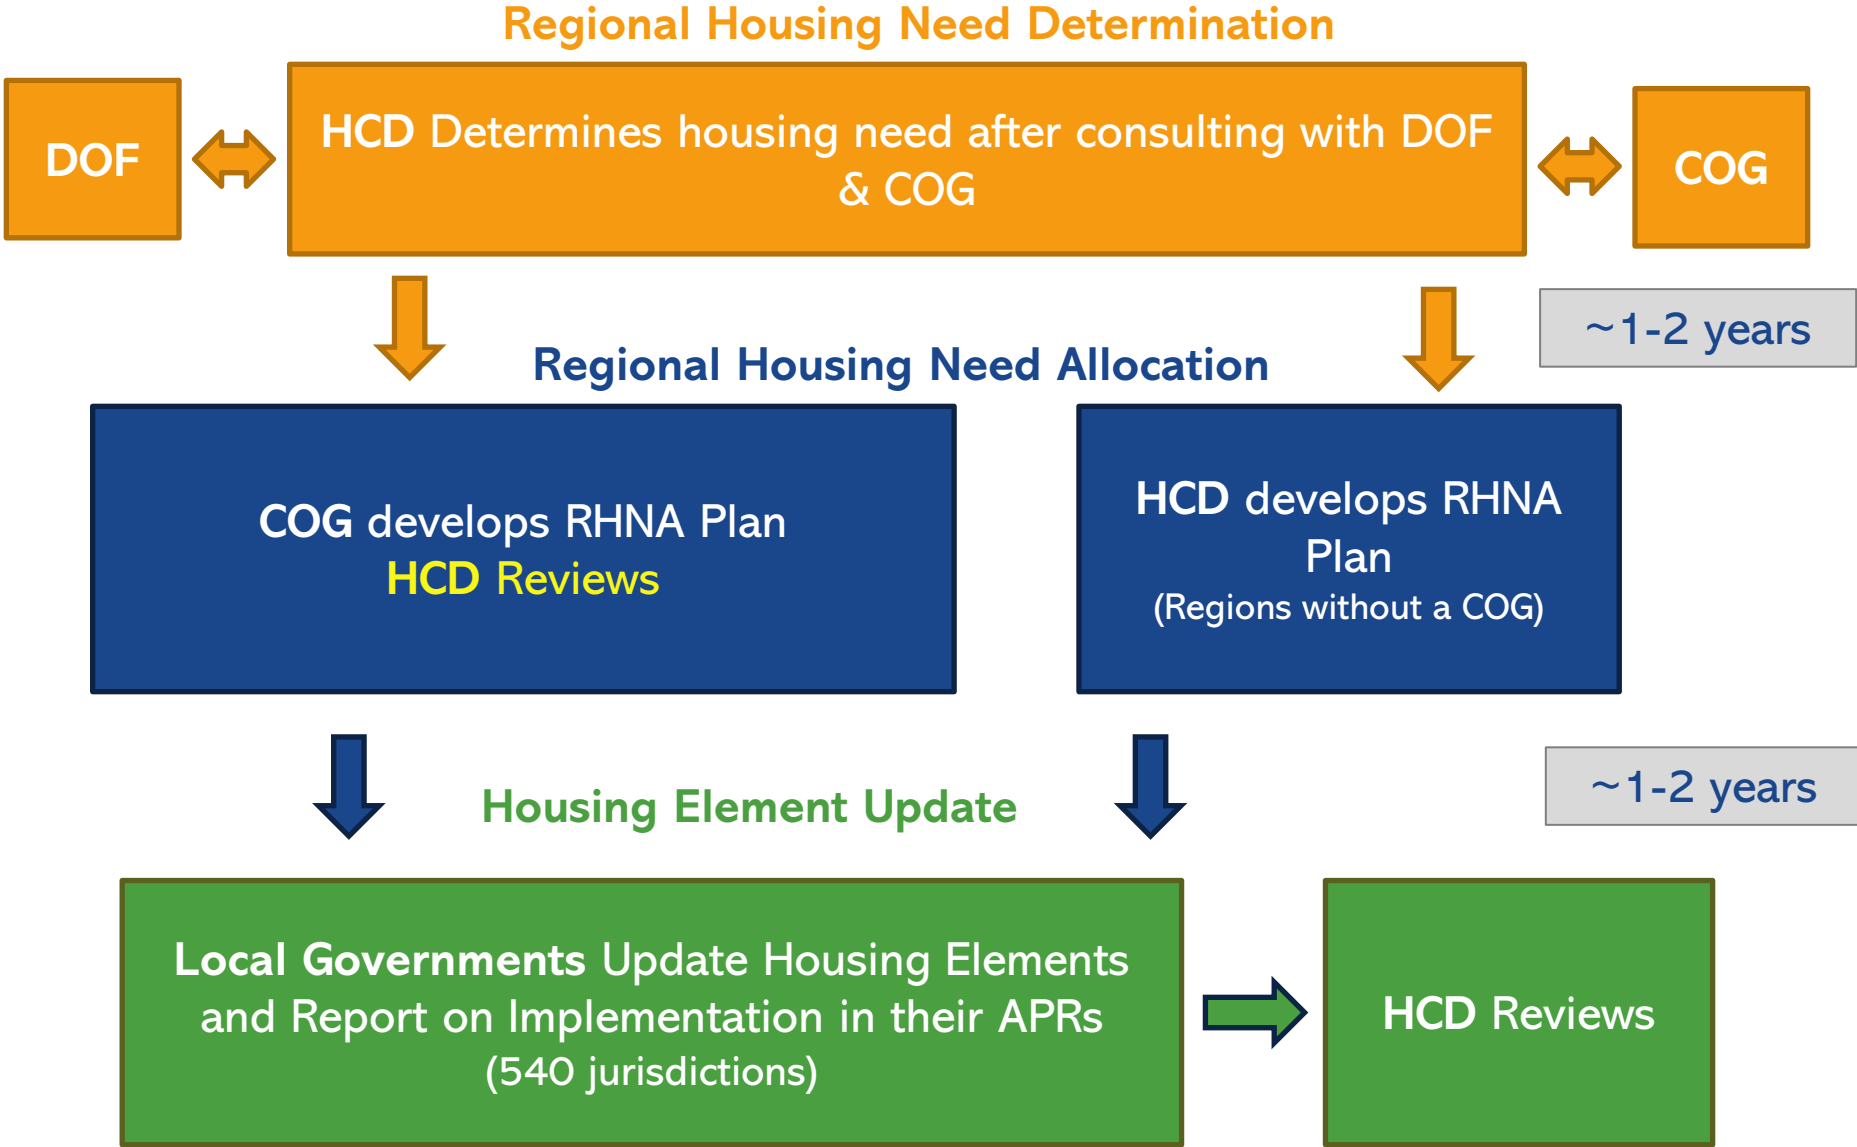 Regional Housing Need Determination
DOF
HCD Determines housing need after consulting with DOF
& COG
COG
~1-2 years
Regional Housing Need Allocation
COG develops RHNA Plan
HCD Reviews
HCD develops RHNA
Plan
(Regions without a COG)
~1-2 years
Housing Element Update
Local Governments Update Housing Elements
and Report on Implementation in their APRs
(540 jurisdictions)
HCD Reviews